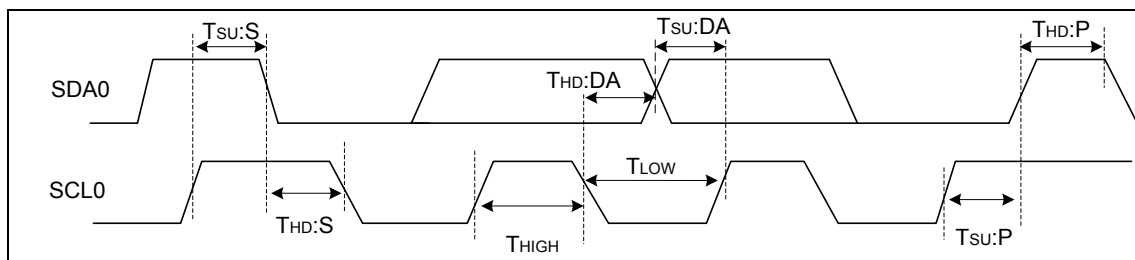 TSU:S
TSU:DA
THD:P
SDA0
THD:DA
SCL0
TLOW
THD:S
THIGH
TSU:P